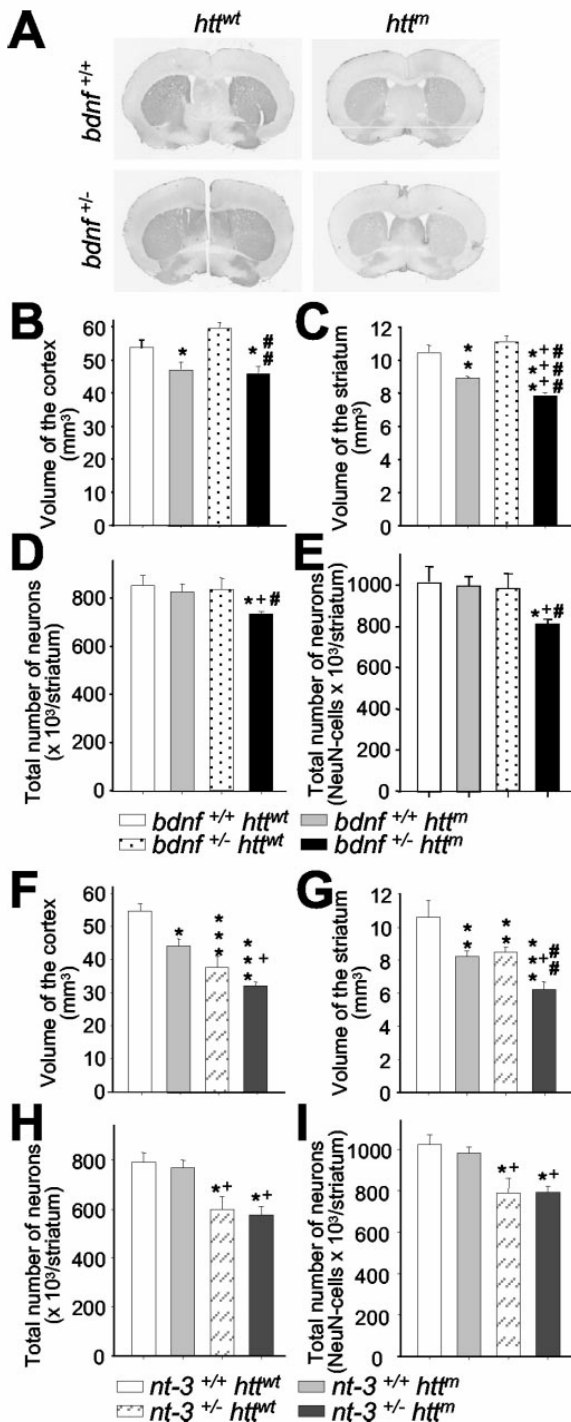 A
htt^wt htt^m
bdnf^+/+
bdnf^+/-
B
Volume of the cortex
(mm³)
60
50
40
30
20
10
0
*
*
##
C
Volume of the striatum
(mm³)
12
10
8
6
4
2
0
**
***
+++
###
D
Total number of neurons
(x 10³/striatum)
800
600
400
200
0
*+#
E
Total number of neurons
(NeuN-cells x 10³/striatum)
1000
800
600
400
200
0
*+#
bdnf^+/+ htt^wt bdnf^+/+ htt^m
bdnf^+/- htt^wt bdnf^+/- htt^m
F
Volume of the cortex
(mm³)
60
50
40
30
20
10
0
*
***
***+
G
Volume of the striatum
(mm³)
12
10
8
6
4
2
0
**
**
***
+
##
H
Total number of neurons
(x 10³/striatum)
800
600
400
200
0
*+
*+
I
Total number of neurons
(NeuN-cells x 10³/striatum)
1000
800
600
400
200
0
*+
*+
nt-3^+/+ htt^wt nt-3^+/+ htt^m
nt-3^+/- htt^wt nt-3^+/- htt^m